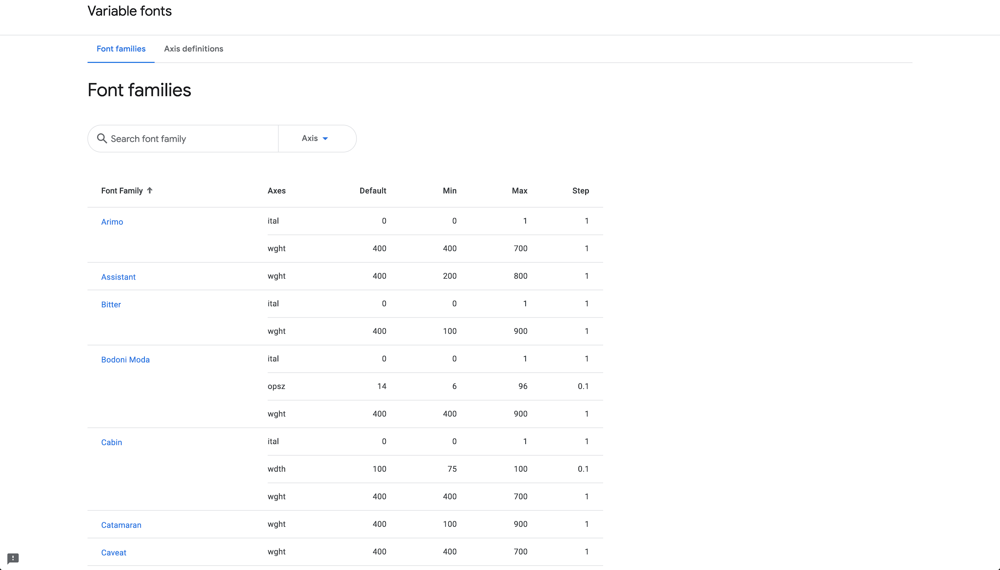 Variable fonts
Font families Axis definitions
Font families
Search font family Axis
Font Family Axes Default Min Max Step
Arimo ital 0 0 1 1
wght 400 400 700 1
Assistant wght 400 200 800 1
Bitter ital 0 0 1 1
wght 400 100 900 1
Bodoni Moda ital 0 0 1 1
opsz 14 6 96 0.1
wght 400 400 900 1
Cabin ital 0 0 1 1
wdth 100 75 100 0.1
wght 400 400 700 1
Catamaran wght 400 100 900 1
Caveat wght 400 400 700 1